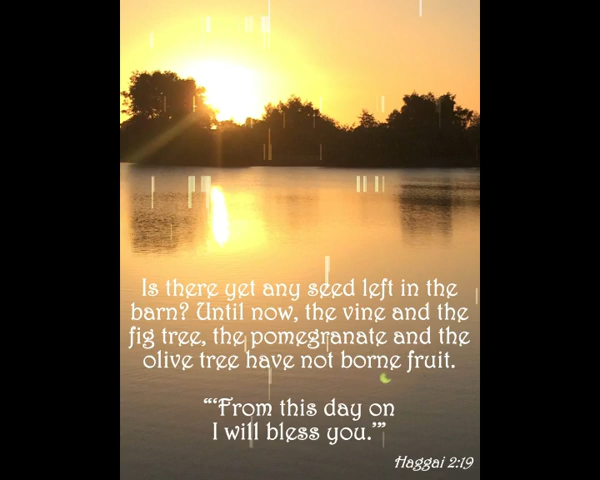 Is there yet any seed left in the
barn? Until now, the vine and the
fig tree, the pomegranate and the
olive tree have not borne fruit.
“‘From this day on
I will bless you.’”
Haggai 2:19